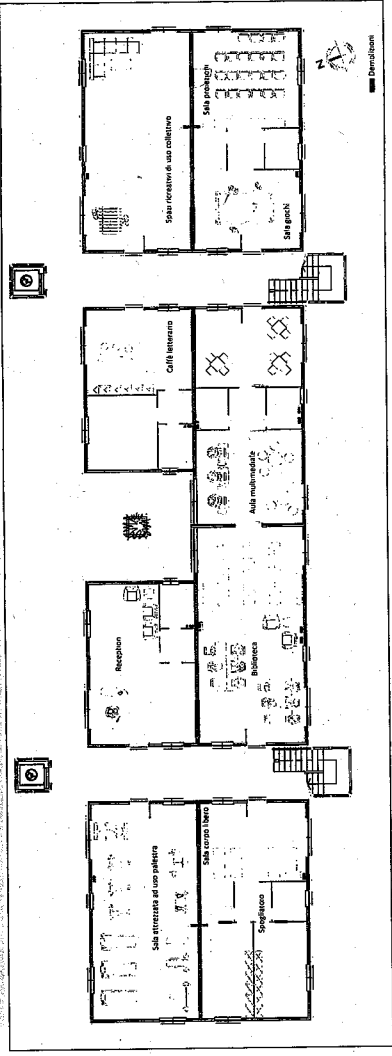 Sala attrezzata ad uso palestra
Sala corpo libero
Spogliatoio
Reception
Biblioteca
Aula multimediale
Caffè letterario
Spazi ricreativi di uso collettivo
Sala proiezioni
Sala giochi
N
Demolizioni